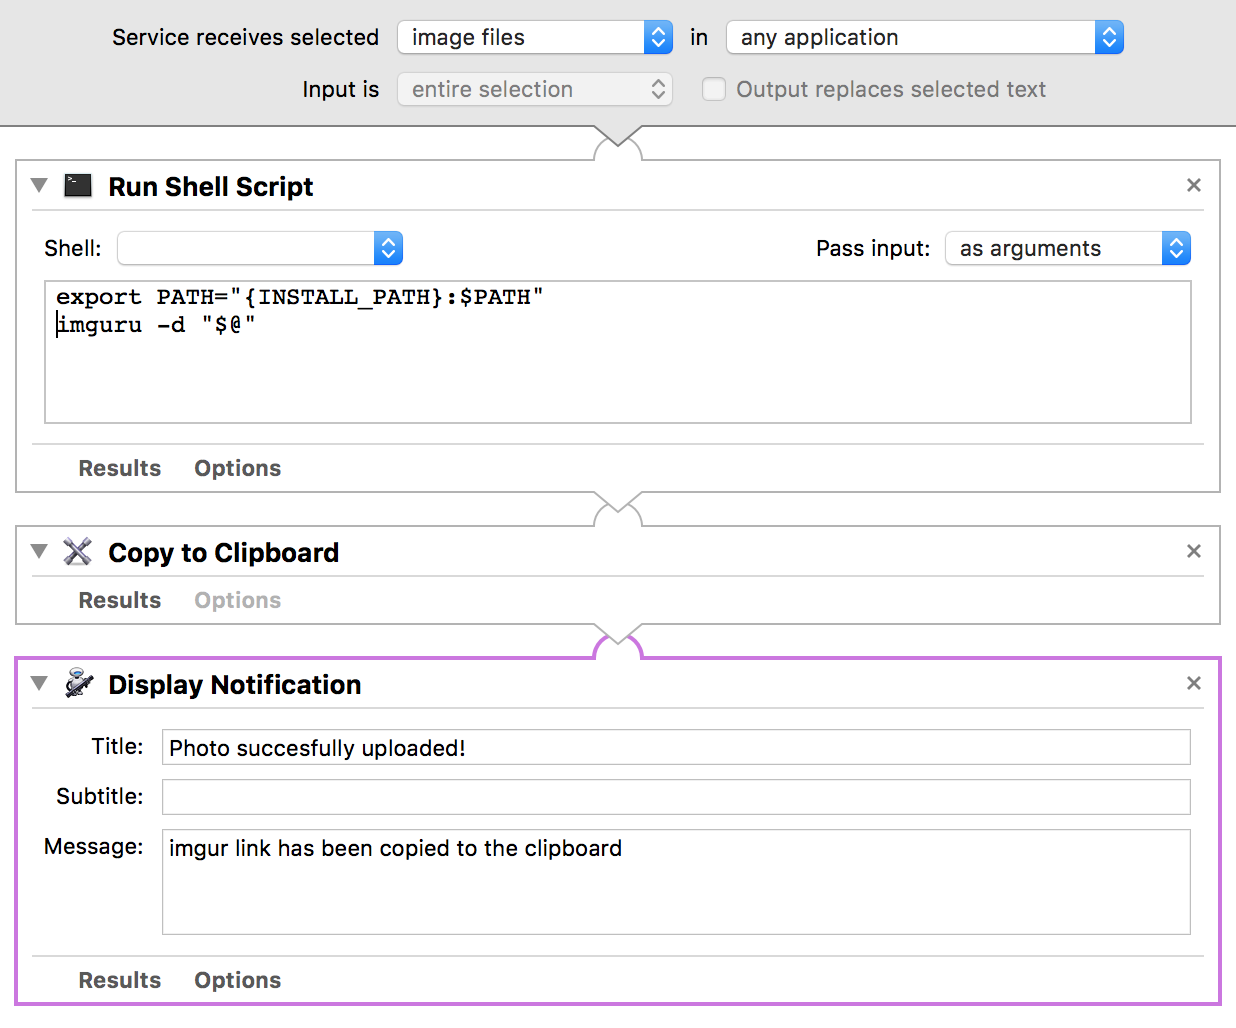 Service receives selected image files in any application
Input is entire selection Output replaces selected text
Run Shell Script
Shell: Pass input: as arguments
export PATH="{INSTALL_PATH}:$PATH"
imguru -d "$@"
Results Options
Copy to Clipboard
Results Options
Display Notification
Title: Photo succesfully uploaded!
Subtitle:
Message: imgur link has been copied to the clipboard
Results Options